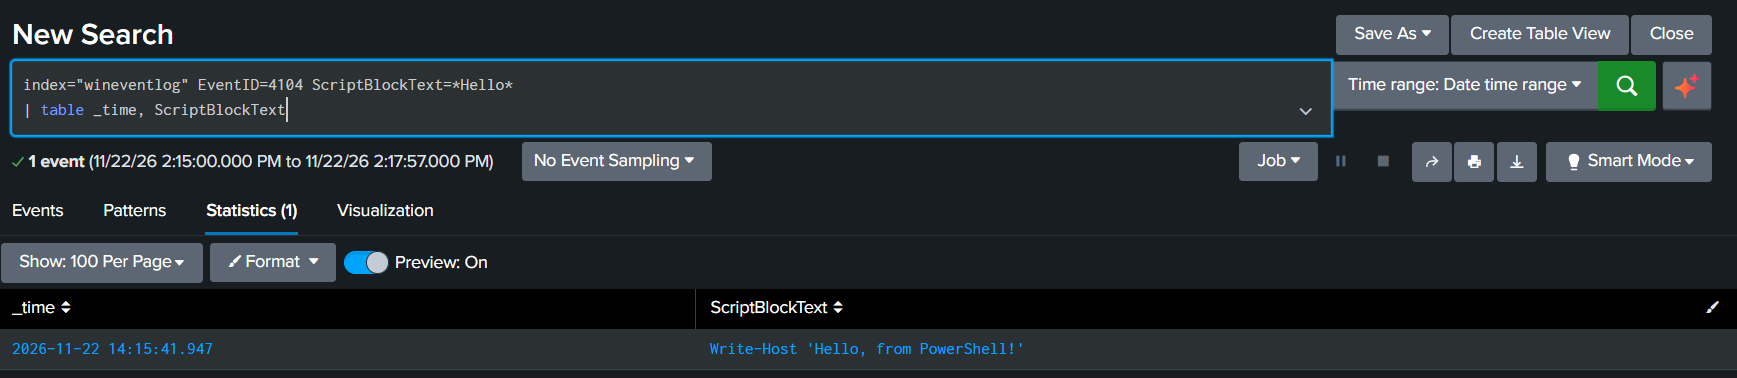 New Search
Save As
Create Table View
Close
index="wineventlog" EventID=4104 ScriptBlockText=*Hello*
| table _time, ScriptBlockText
Time range: Date time range
1 event (11/22/26 2:15:00.000 PM to 11/22/26 2:17:57.000 PM)
No Event Sampling
Job
Smart Mode
Events
Patterns
Statistics (1)
Visualization
Show: 100 Per Page
Format
Preview: On
_time
ScriptBlockText
2026-11-22 14:15:41.947
Write-Host 'Hello, from PowerShell!'